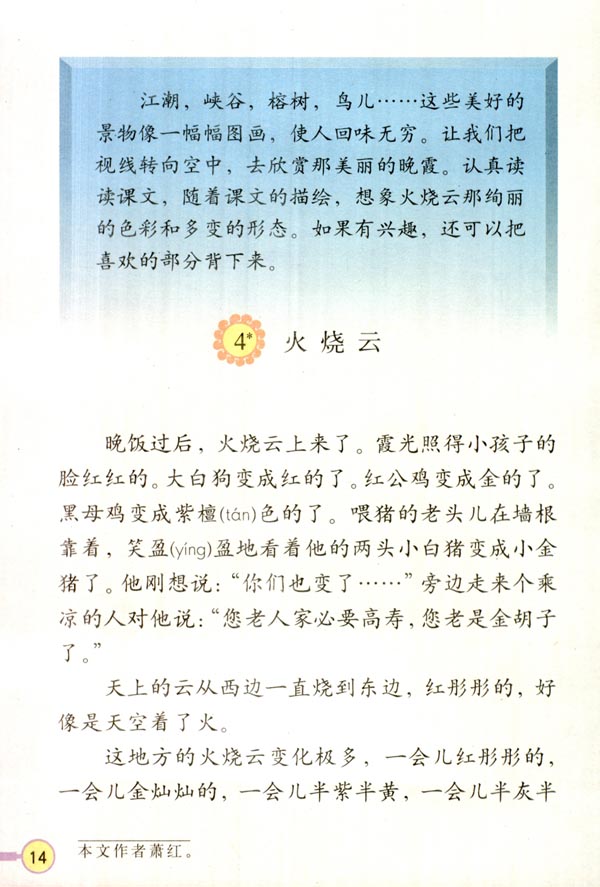 江潮，峡谷，榕树，鸟儿……这些美好的
景物像一幅幅图画，使人回味无穷。让我们把
视线转向空中，去欣赏那美丽的晚霞。认真读
读课文，随着课文的描绘，想象火烧云那绚丽
的色彩和多变的形态。如果有兴趣，还可以把
喜欢的部分背下来。
4* 火烧云
晚饭过后，火烧云上来了。霞光照得小孩子的
脸红红的。大白狗变成红的了。红公鸡变成金的了。
黑母鸡变成紫檀(tán)色的了。喂猪的老头儿在墙根
靠着，笑盈(yíng)盈地看着他的两头小白猪变成小金
猪了。他刚想说：“你们也变了……”旁边走来个乘
凉的人对他说：“您老人家必要高寿，您老是金胡子
了。”
天上的云从西边一直烧到东边，红彤彤的，好
像是天空着了火。
这地方的火烧云变化极多，一会儿红彤彤的，
一会儿金灿灿的，一会儿半紫半黄，一会儿半灰半
本文作者萧红。
14